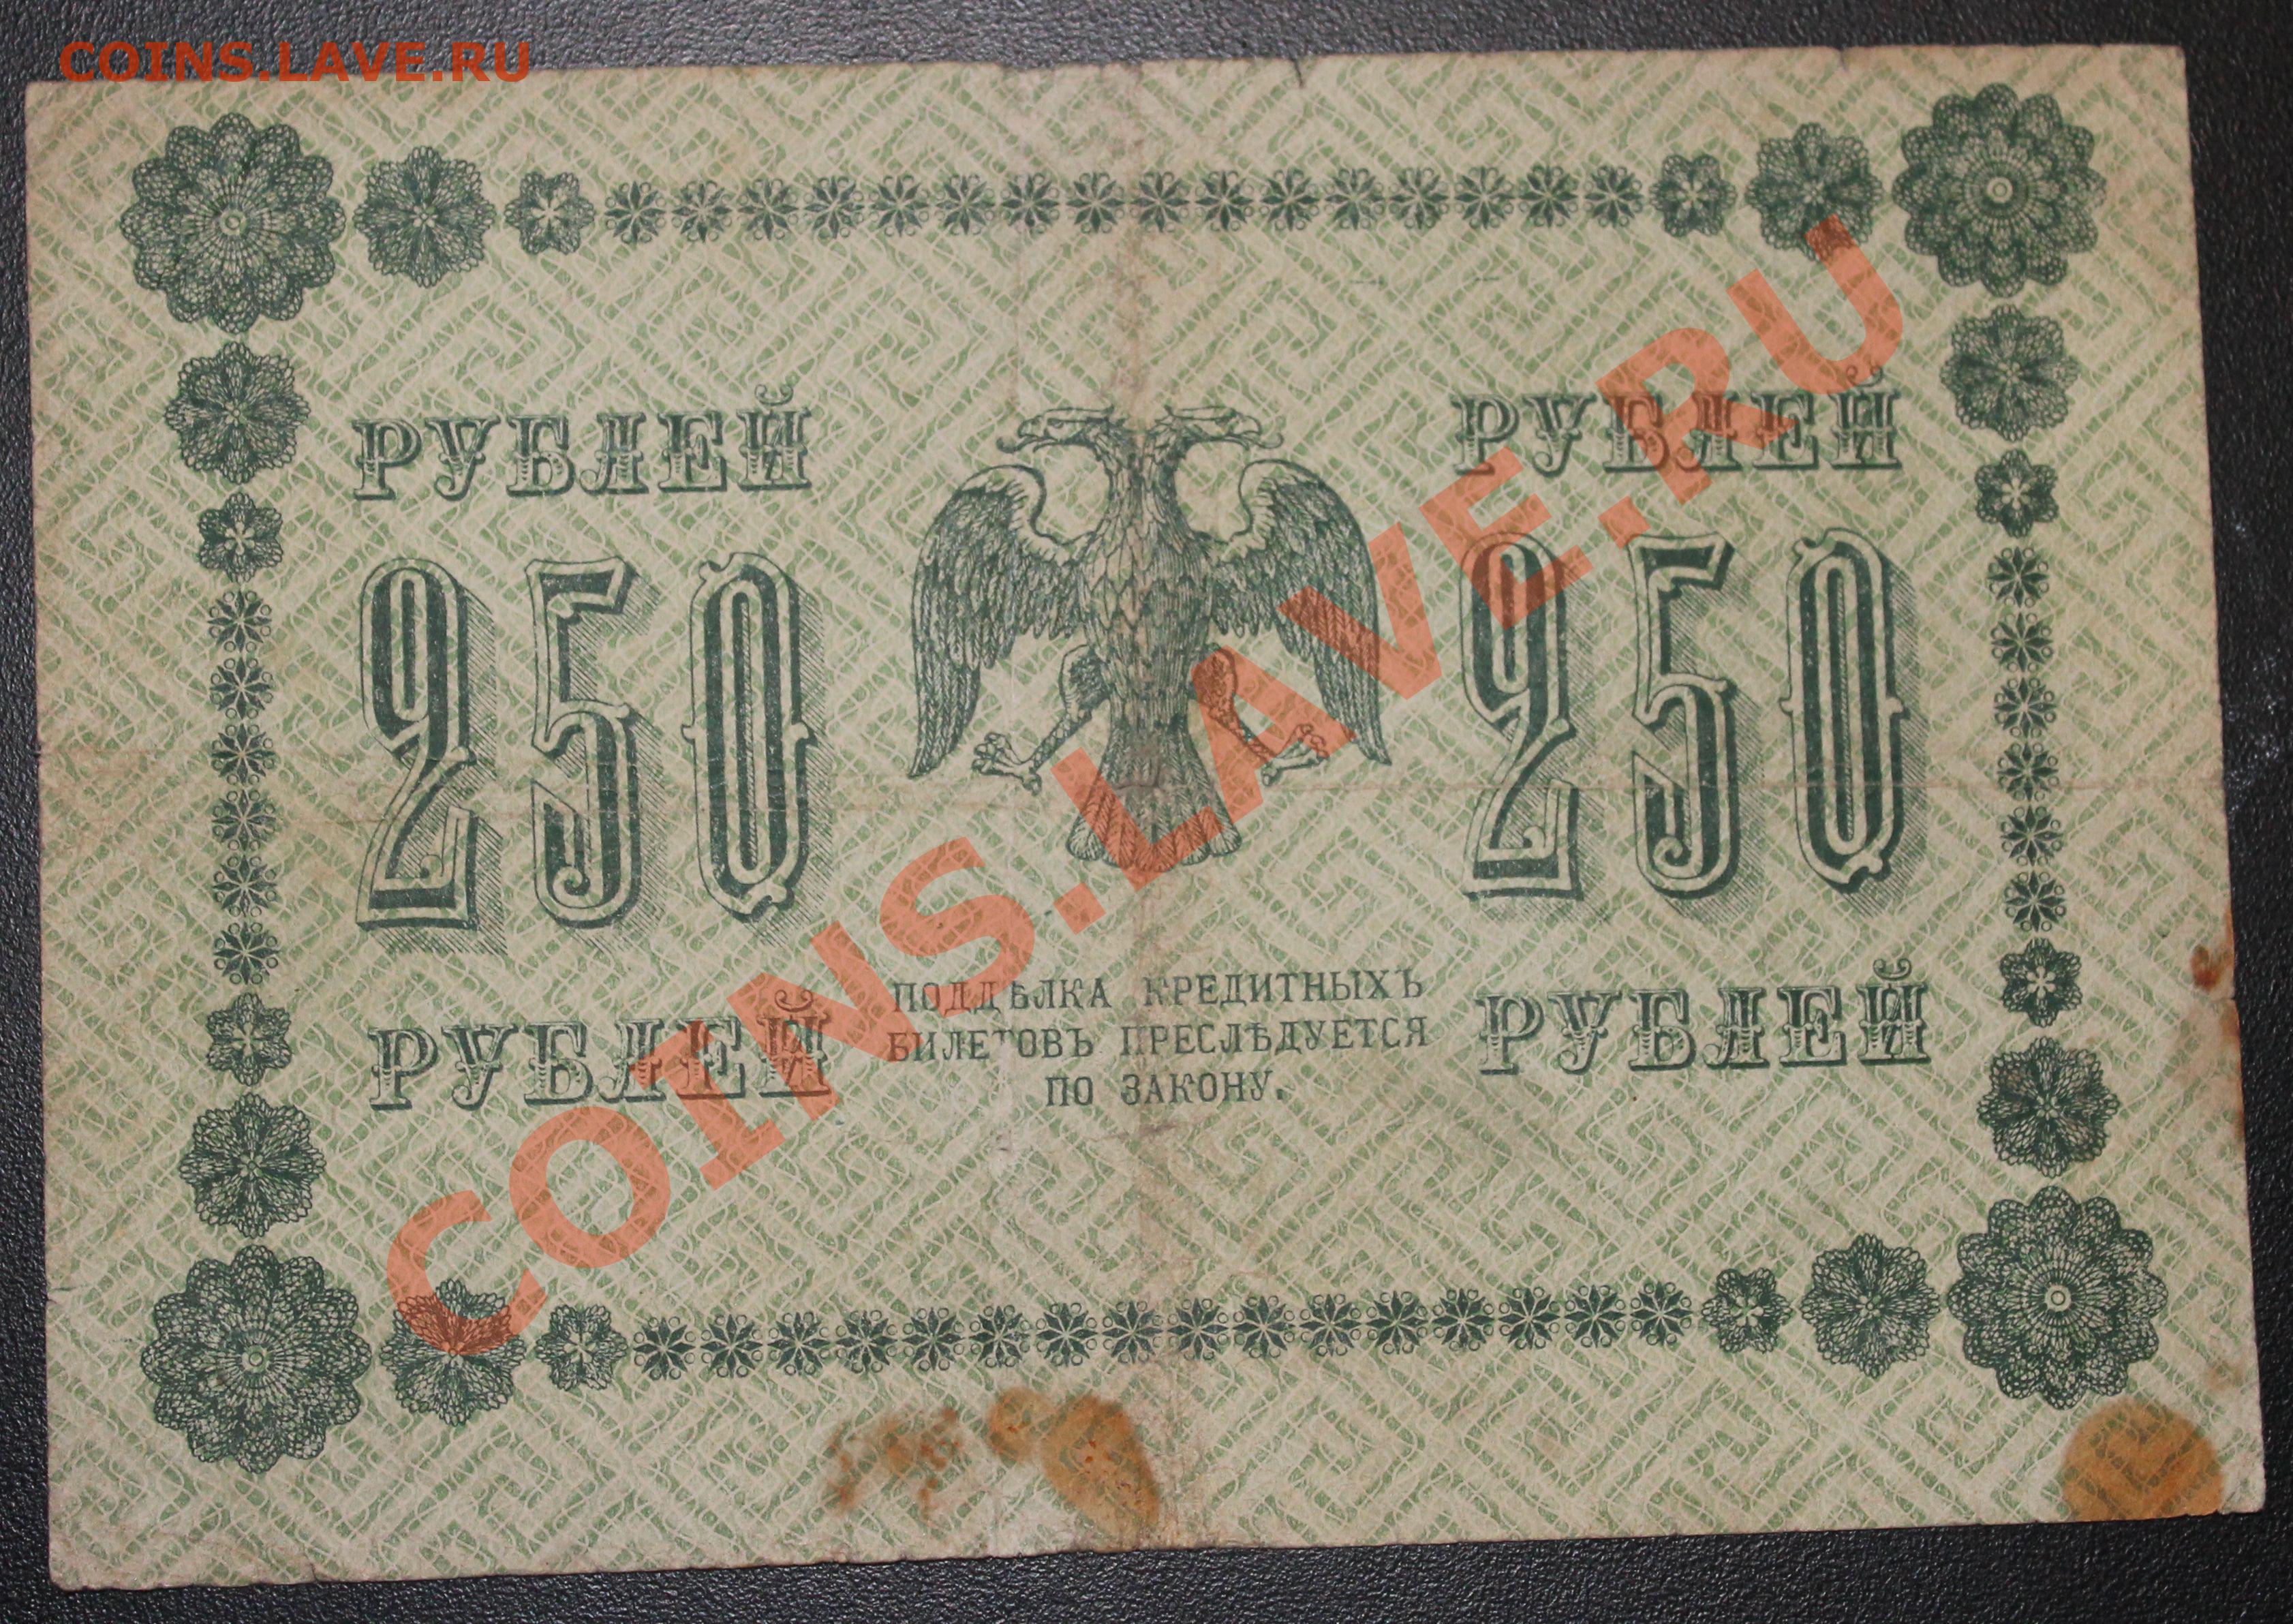 COINS.LAVE.RU
РУБЛЕЙ РУБЛЕЙ
250 250
РУБЛЕЙ РУБЛЕЙ
ПОДДѢЛКА КРЕДИТНЫХЪ
БИЛЕТОВЪ ПРЕСЛѢДУЕТСЯ
ПО ЗАКОНУ.
COINS.LAVE.RU